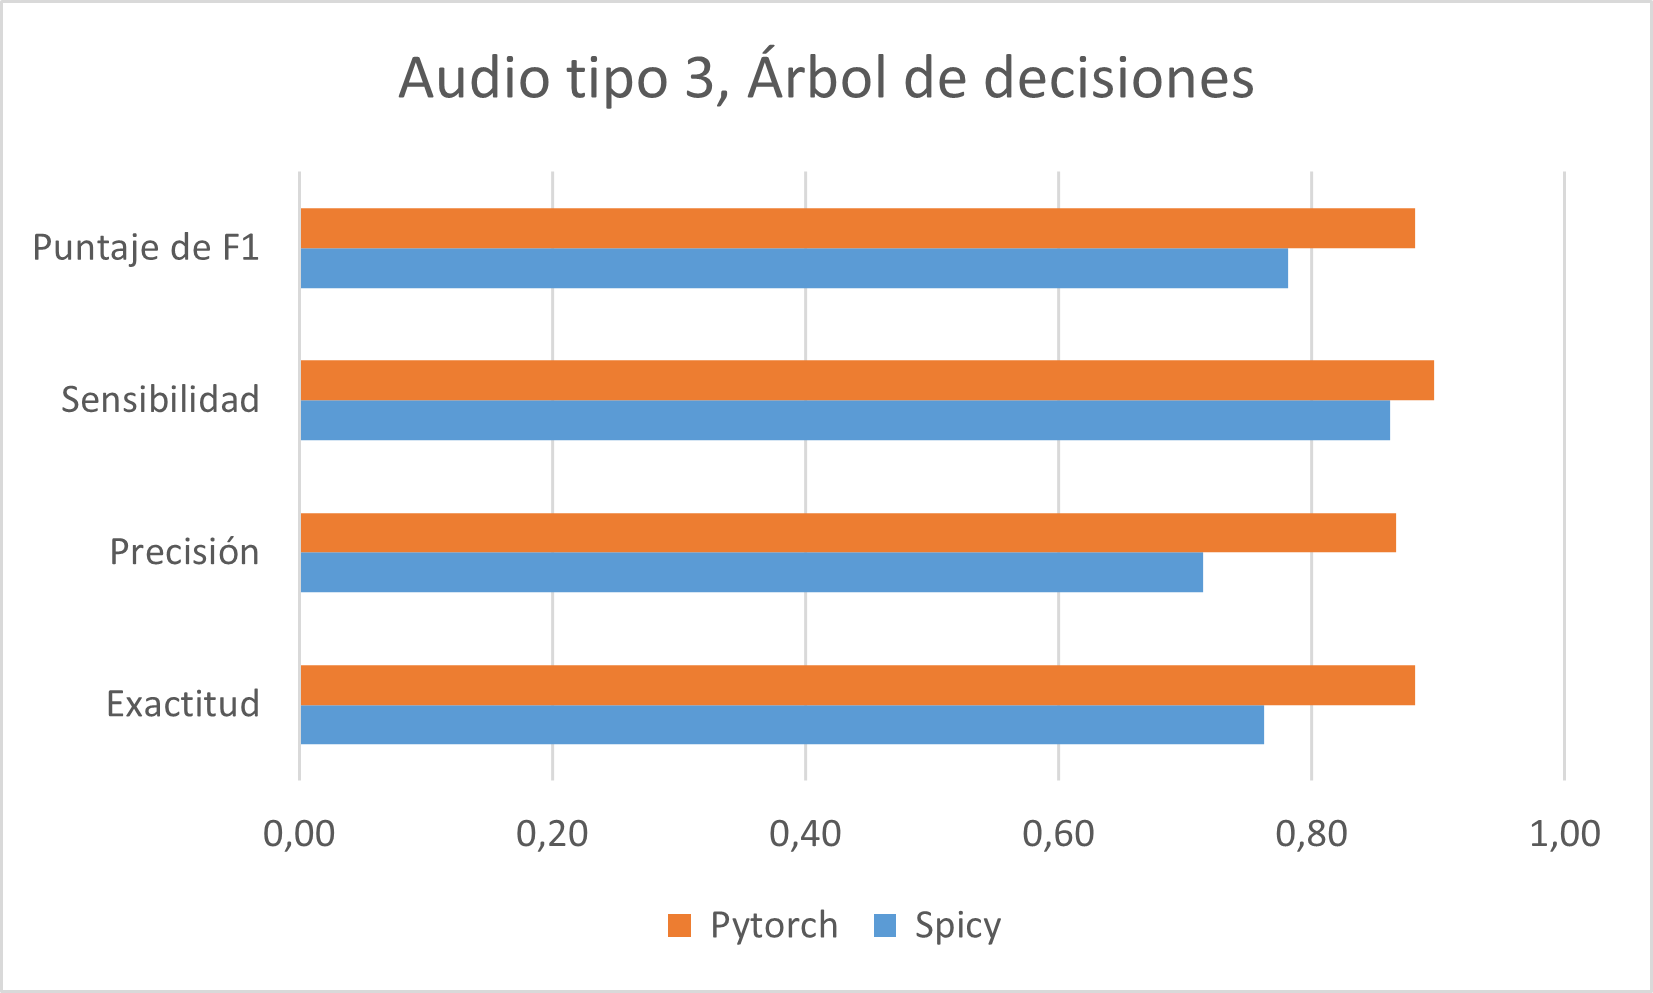 Audio tipo 3, Árbol de decisiones
Puntaje de F1
Sensibilidad
Precisión
Exactitud
0,00 0,20 0,40 0,60 0,80 1,00
Pytorch Spicy